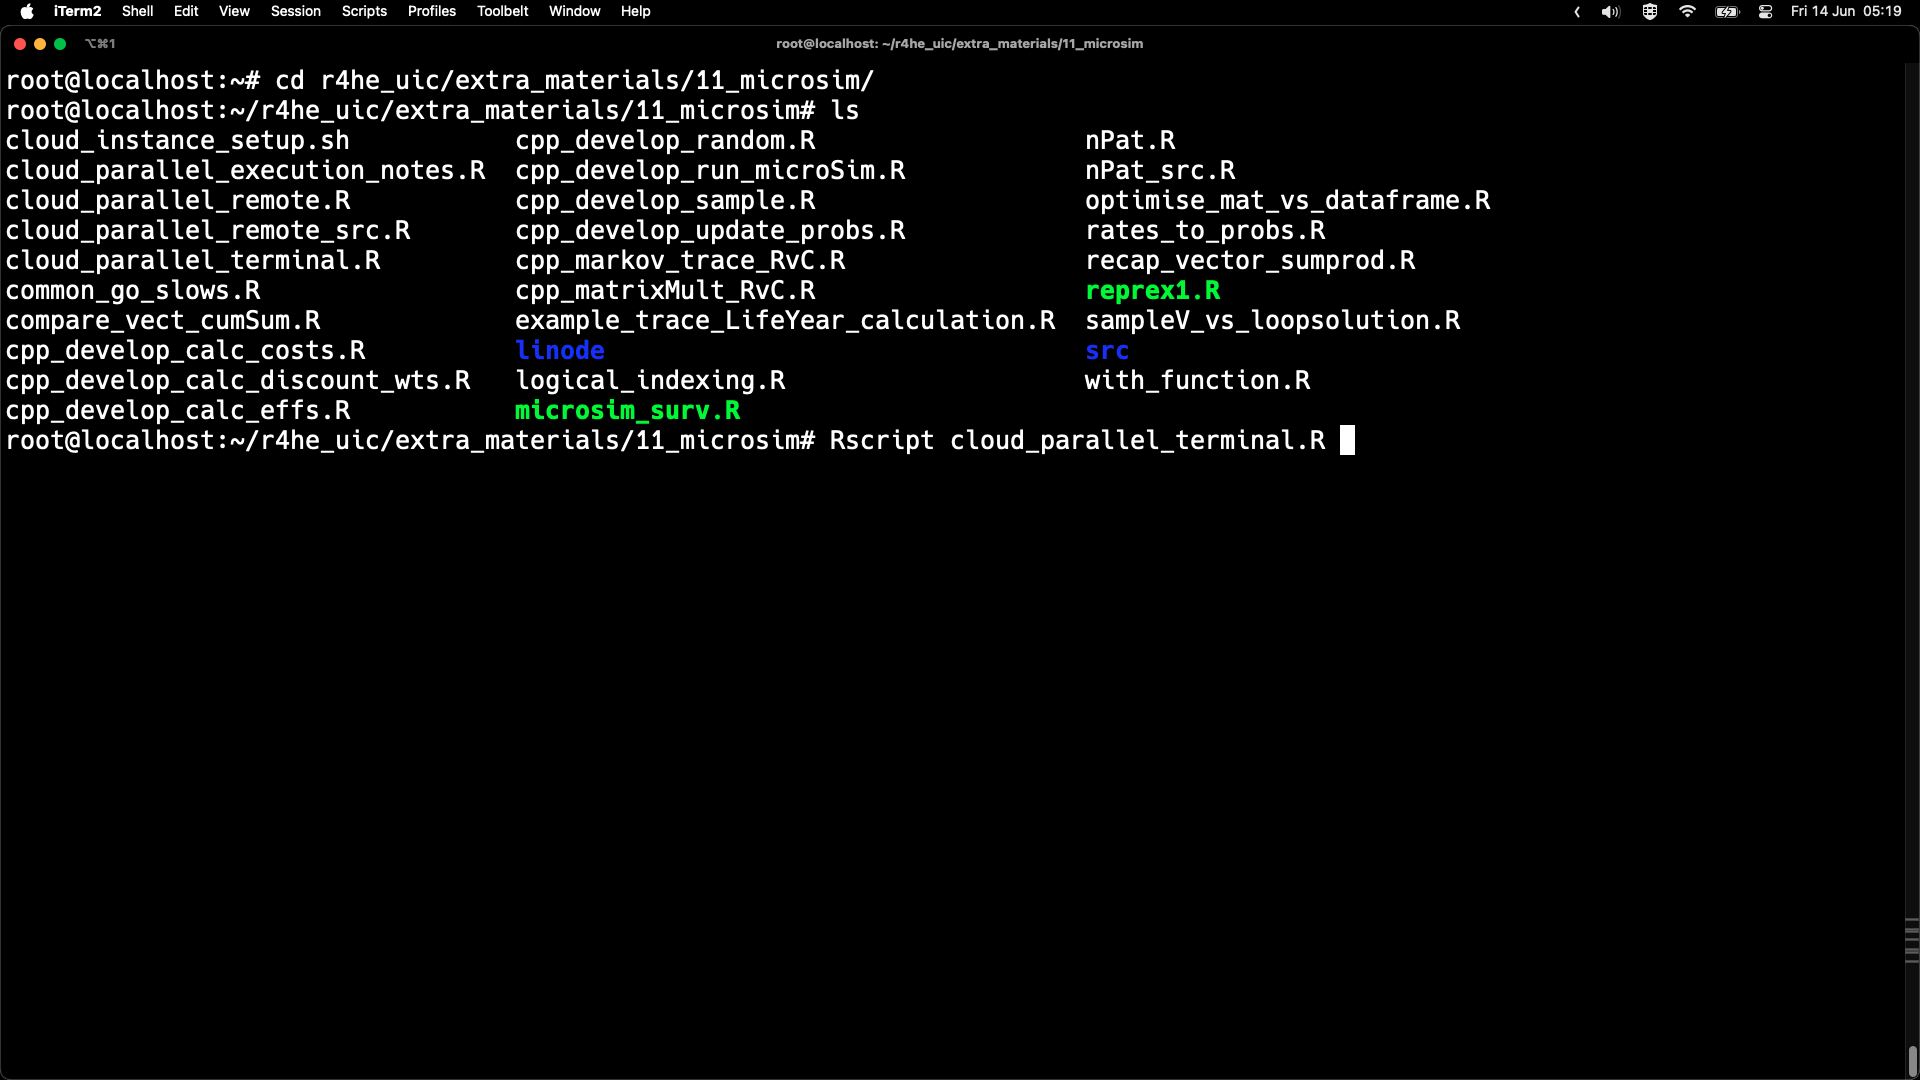 iTerm2 Shell Edit View Session Scripts Profiles Toolbelt Window Help Fri 14 Jun 05:19
⌥⌘1 root@localhost: ~/r4he_uic/extra_materials/11_microsim
root@localhost:~# cd r4he_uic/extra_materials/11_microsim/
root@localhost:~/r4he_uic/extra_materials/11_microsim# ls
cloud_instance_setup.sh cpp_develop_random.R nPat.R
cloud_parallel_execution_notes.R cpp_develop_run_microSim.R nPat_src.R
cloud_parallel_remote.R cpp_develop_sample.R optimise_mat_vs_dataframe.R
cloud_parallel_remote_src.R cpp_develop_update_probs.R rates_to_probs.R
cloud_parallel_terminal.R cpp_markov_trace_RvC.R recap_vector_sumprod.R
common_go_slows.R cpp_matrixMult_RvC.R reprex1.R
compare_vect_cumSum.R example_trace_LifeYear_calculation.R sampleV_vs_loopsolution.R
cpp_develop_calc_costs.R linode src
cpp_develop_calc_discount_wts.R logical_indexing.R with_function.R
cpp_develop_calc_effs.R microsim_surv.R
root@localhost:~/r4he_uic/extra_materials/11_microsim# Rscript cloud_parallel_terminal.R